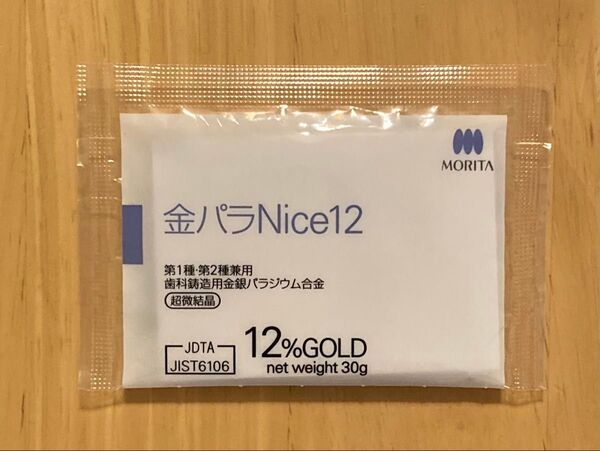 MORITA
金パラNice12
第1種·第2種兼用
歯科鋳造用金銀パラジウム合金
超微結晶
JDTA
JIST6106
12%GOLD
net weight 30g